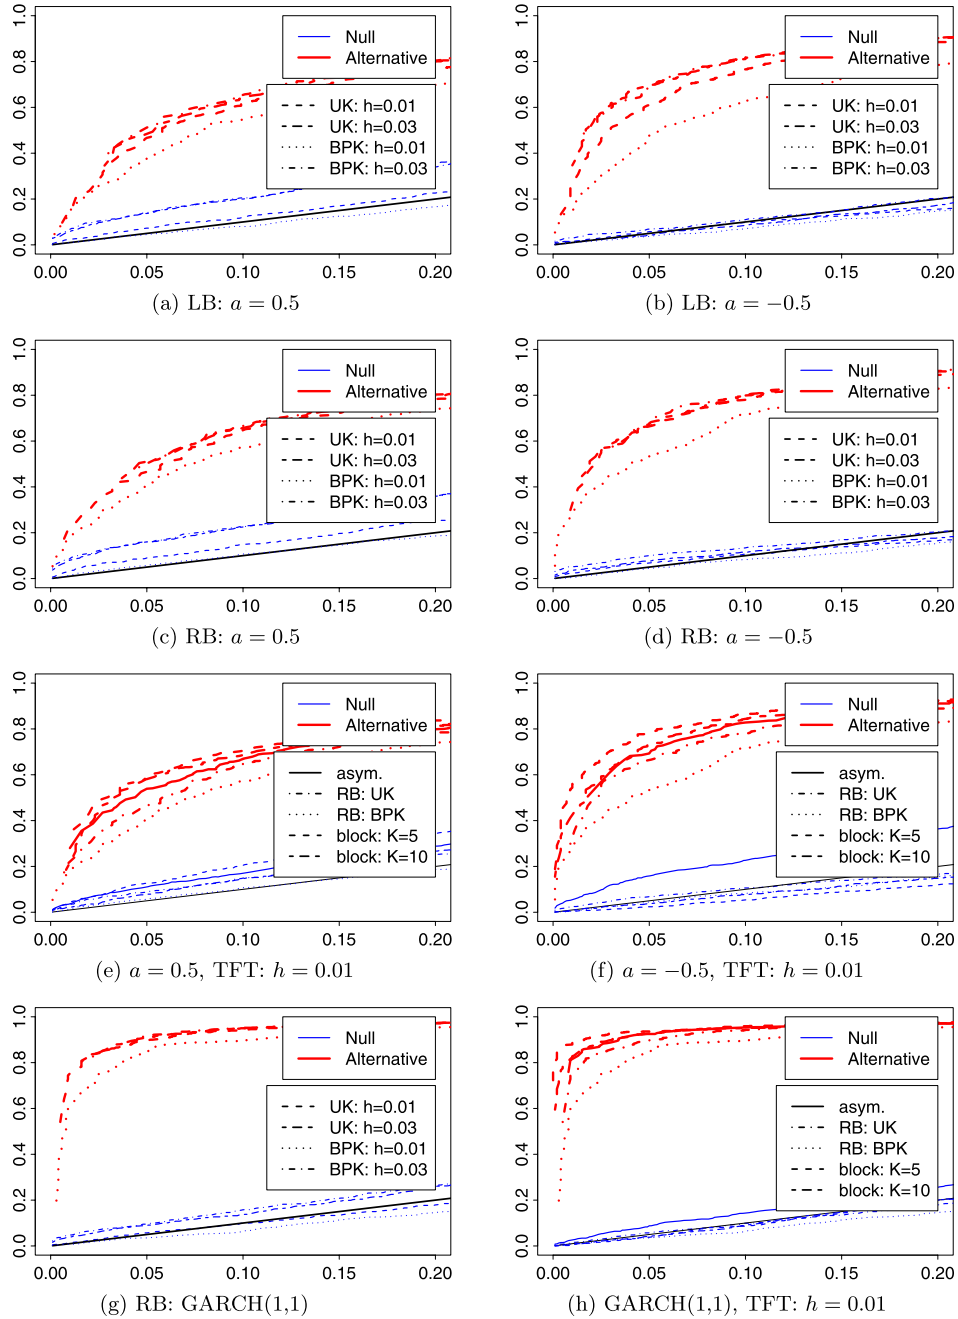 0.0 0.2 0.4 0.6 0.8 1.0
Null
Alternative
UK: h=0.01
UK: h=0.03
BPK: h=0.01
BPK: h=0.03
0.00 0.05 0.10 0.15 0.20
(a) LB: a = 0.5
0.0 0.2 0.4 0.6 0.8 1.0
Null
Alternative
UK: h=0.01
UK: h=0.03
BPK: h=0.01
BPK: h=0.03
0.00 0.05 0.10 0.15 0.20
(b) LB: a = −0.5
0.0 0.2 0.4 0.6 0.8 1.0
Null
Alternative
UK: h=0.01
UK: h=0.03
BPK: h=0.01
BPK: h=0.03
0.00 0.05 0.10 0.15 0.20
(c) RB: a = 0.5
0.0 0.2 0.4 0.6 0.8 1.0
Null
Alternative
UK: h=0.01
UK: h=0.03
BPK: h=0.01
BPK: h=0.03
0.00 0.05 0.10 0.15 0.20
(d) RB: a = −0.5
0.0 0.2 0.4 0.6 0.8 1.0
Null
Alternative
asym.
RB: UK
RB: BPK
block: K=5
block: K=10
0.00 0.05 0.10 0.15 0.20
(e) a = 0.5, TFT: h = 0.01
0.0 0.2 0.4 0.6 0.8 1.0
Null
Alternative
asym.
RB: UK
RB: BPK
block: K=5
block: K=10
0.00 0.05 0.10 0.15 0.20
(f) a = −0.5, TFT: h = 0.01
0.0 0.2 0.4 0.6 0.8 1.0
Null
Alternative
UK: h=0.01
UK: h=0.03
BPK: h=0.01
BPK: h=0.03
0.00 0.05 0.10 0.15 0.20
(g) RB: GARCH(1,1)
0.0 0.2 0.4 0.6 0.8 1.0
Null
Alternative
asym.
RB: UK
RB: BPK
block: K=5
block: K=10
0.00 0.05 0.10 0.15 0.20
(h) GARCH(1,1), TFT: h = 0.01